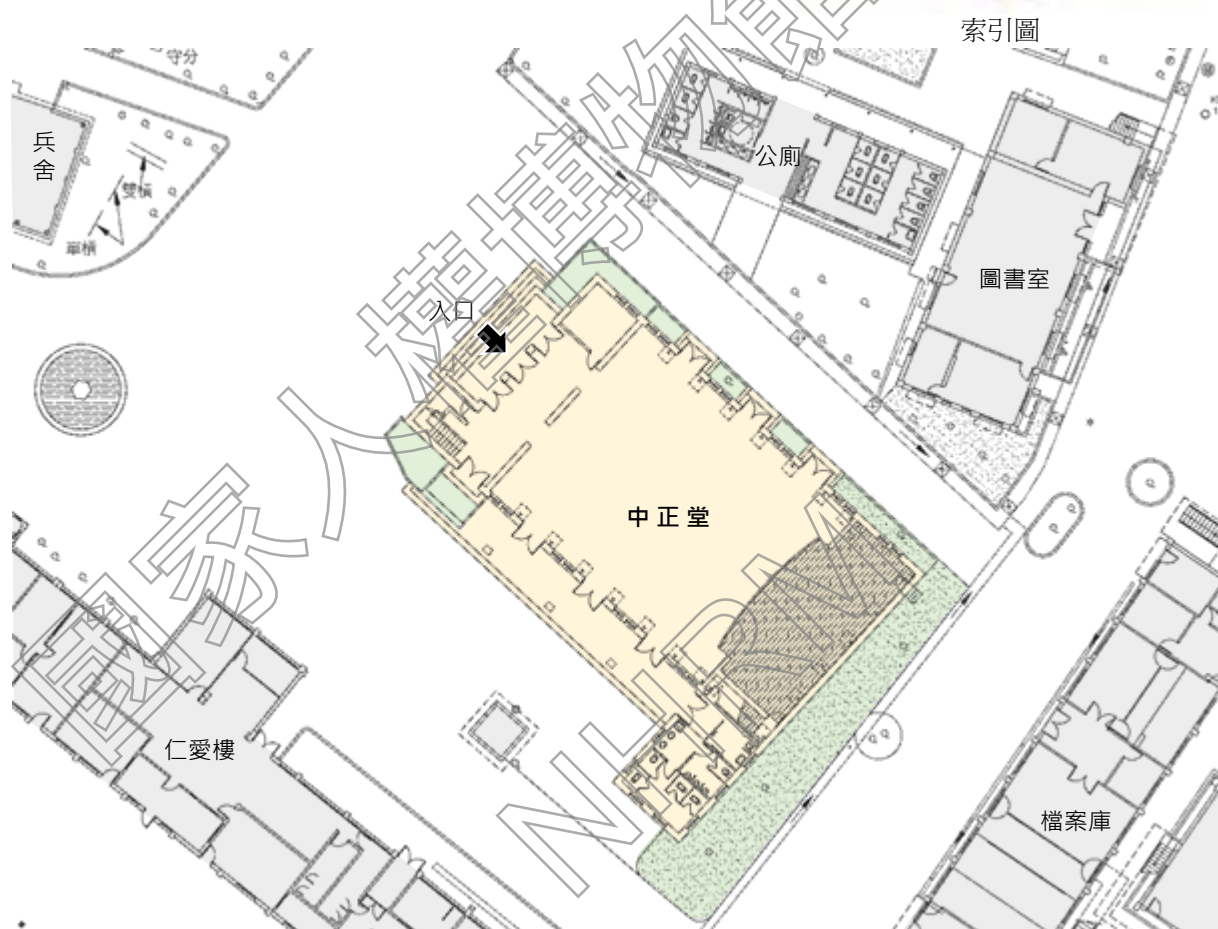 索引圖
守分
兵舍
雙槓
單槓
公廁
圖書室
入口
中正堂
仁愛樓
檔案庫
國家人權博物館
NHRM